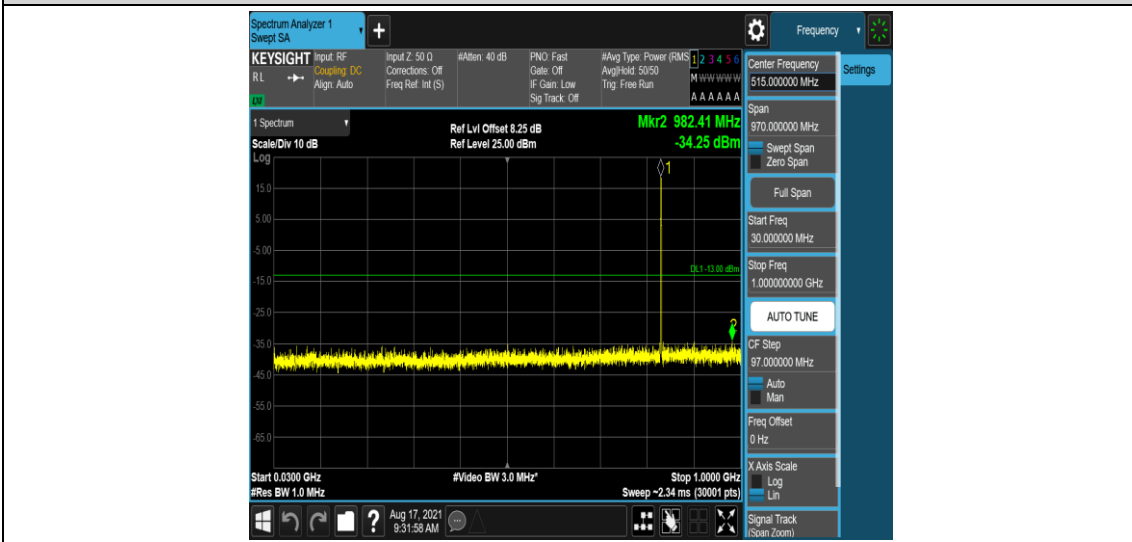 Spectrum Analyzer 1
Swept SA
+
Frequency
KEYSIGHT
RL
LXI
Input: RF
Coupling: DC
Align: Auto
Input Z: 50 Ω
Corrections: Off
Freq Ref: Int (S)
#Atten: 40 dB
PNO: Fast
Gate: Off
IF Gain: Low
Sig Track: Off
#Avg Type: Power (RMS
Avg|Hold: 50/50
Trig: Free Run
1 2 3 4 5 6
M W W W W W
A A A A A A
1 Spectrum
Scale/Div 10 dB
Log
Ref Lvl Offset 8.25 dB
Ref Level 25.00 dBm
Mkr2 982.41 MHz
-34.25 dBm
1
15.0
5.00
-5.00
DL1 -13.00 dBm
-15.0
-25.0
2
-35.0
-45.0
-55.0
-65.0
Start 0.0300 GHz
#Res BW 1.0 MHz
#Video BW 3.0 MHz*
Stop 1.0000 GHz
Sweep ~2.34 ms (30001 pts)
?
Aug 17, 2021
9:31:58 AM
Center Frequency
515.000000 MHz
Settings
Span
970.000000 MHz
Swept Span
Zero Span
Full Span
Start Freq
30.000000 MHz
Stop Freq
1.000000000 GHz
AUTO TUNE
CF Step
97.000000 MHz
Auto
Man
Freq Offset
0 Hz
X Axis Scale
Log
Lin
Signal Track
(Span Zoom)